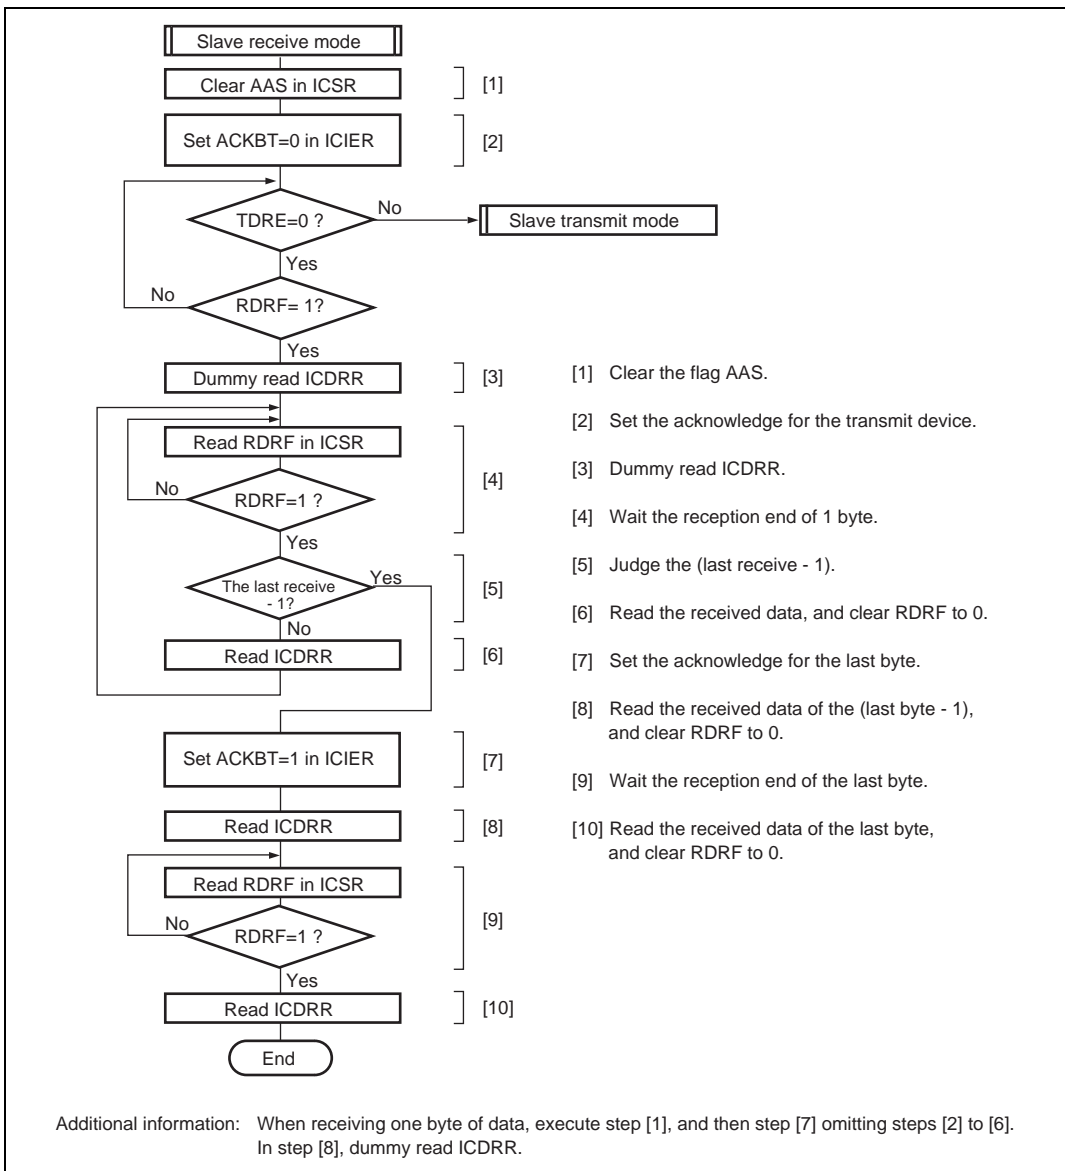 Slave receive mode
Clear AAS in ICSR
[1]
Set ACKBT=0 in ICIER
[2]
TDRE=0 ?
No
Slave transmit mode
Yes
No
RDRF= 1?
Yes
Dummy read ICDRR
[3]
Read RDRF in ICSR
[4]
No
RDRF=1 ?
Yes
The last receive
- 1?
Yes
[5]
No
Read ICDRR
[6]
Set ACKBT=1 in ICIER
[7]
Read ICDRR
[8]
Read RDRF in ICSR
[9]
No
RDRF=1 ?
Yes
Read ICDRR
[10]
End
[1] Clear the flag AAS.
[2] Set the acknowledge for the transmit device.
[3] Dummy read ICDRR.
[4] Wait the reception end of 1 byte.
[5] Judge the (last receive - 1).
[6] Read the received data, and clear RDRF to 0.
[7] Set the acknowledge for the last byte.
[8] Read the received data of the (last byte - 1),
and clear RDRF to 0.
[9] Wait the reception end of the last byte.
[10] Read the received data of the last byte,
and clear RDRF to 0.
Additional information: When receiving one byte of data, execute step [1], and then step [7] omitting steps [2] to [6].
In step [8], dummy read ICDRR.